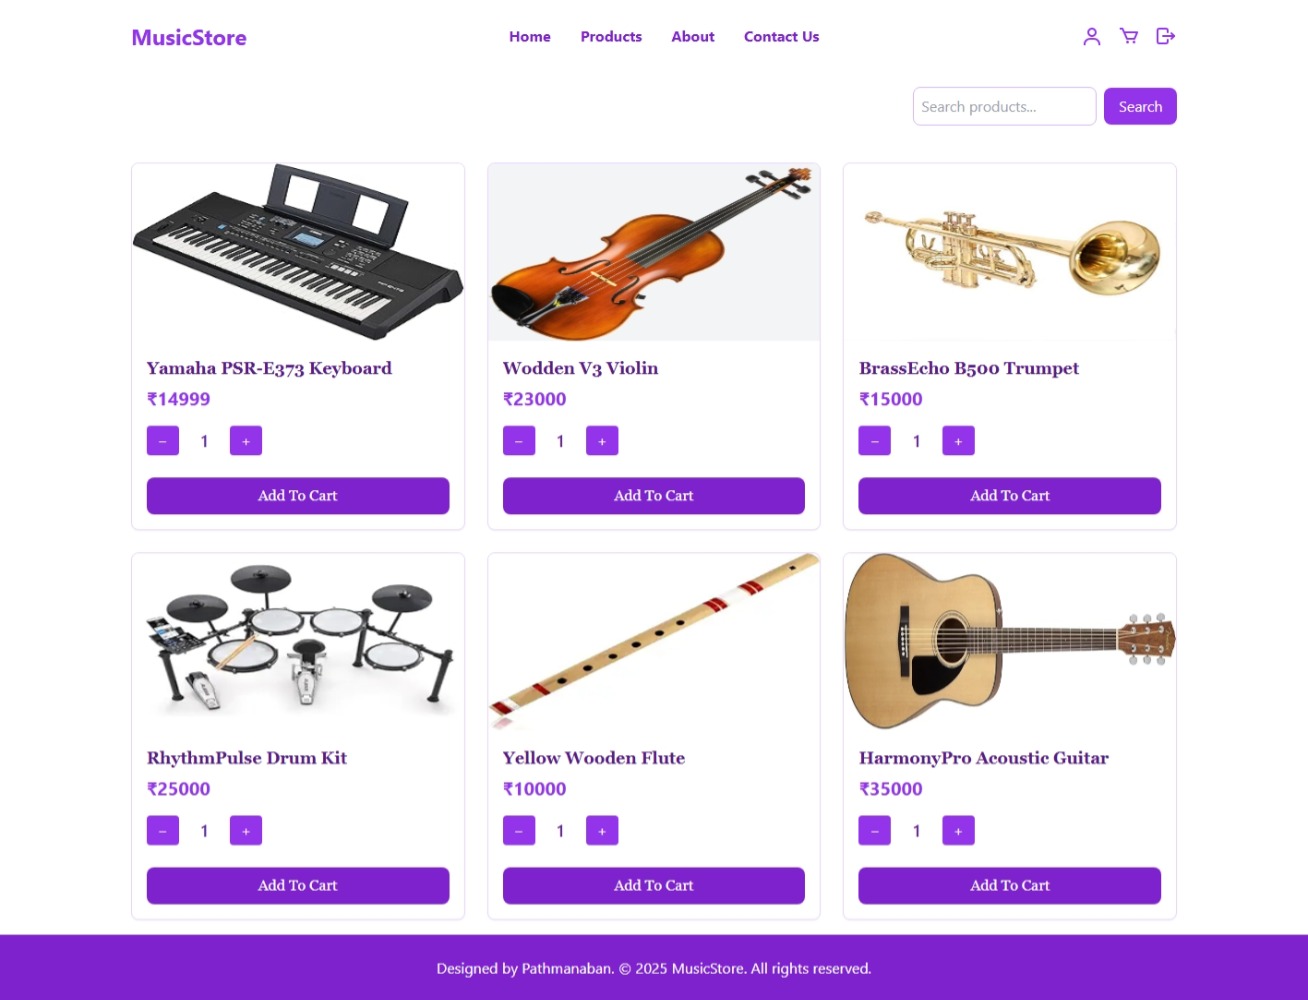 MusicStore
Home Products About Contact Us
Search products...
Search
Yamaha PSR-E373 Keyboard
₹14999
− 1 +
Add To Cart
Wodden V3 Violin
₹23000
− 1 +
Add To Cart
BrassEcho B500 Trumpet
₹15000
− 1 +
Add To Cart
RhythmPulse Drum Kit
₹25000
− 1 +
Add To Cart
Yellow Wooden Flute
₹10000
− 1 +
Add To Cart
HarmonyPro Acoustic Guitar
₹35000
− 1 +
Add To Cart
Designed by Pathmanaban. © 2025 MusicStore. All rights reserved.